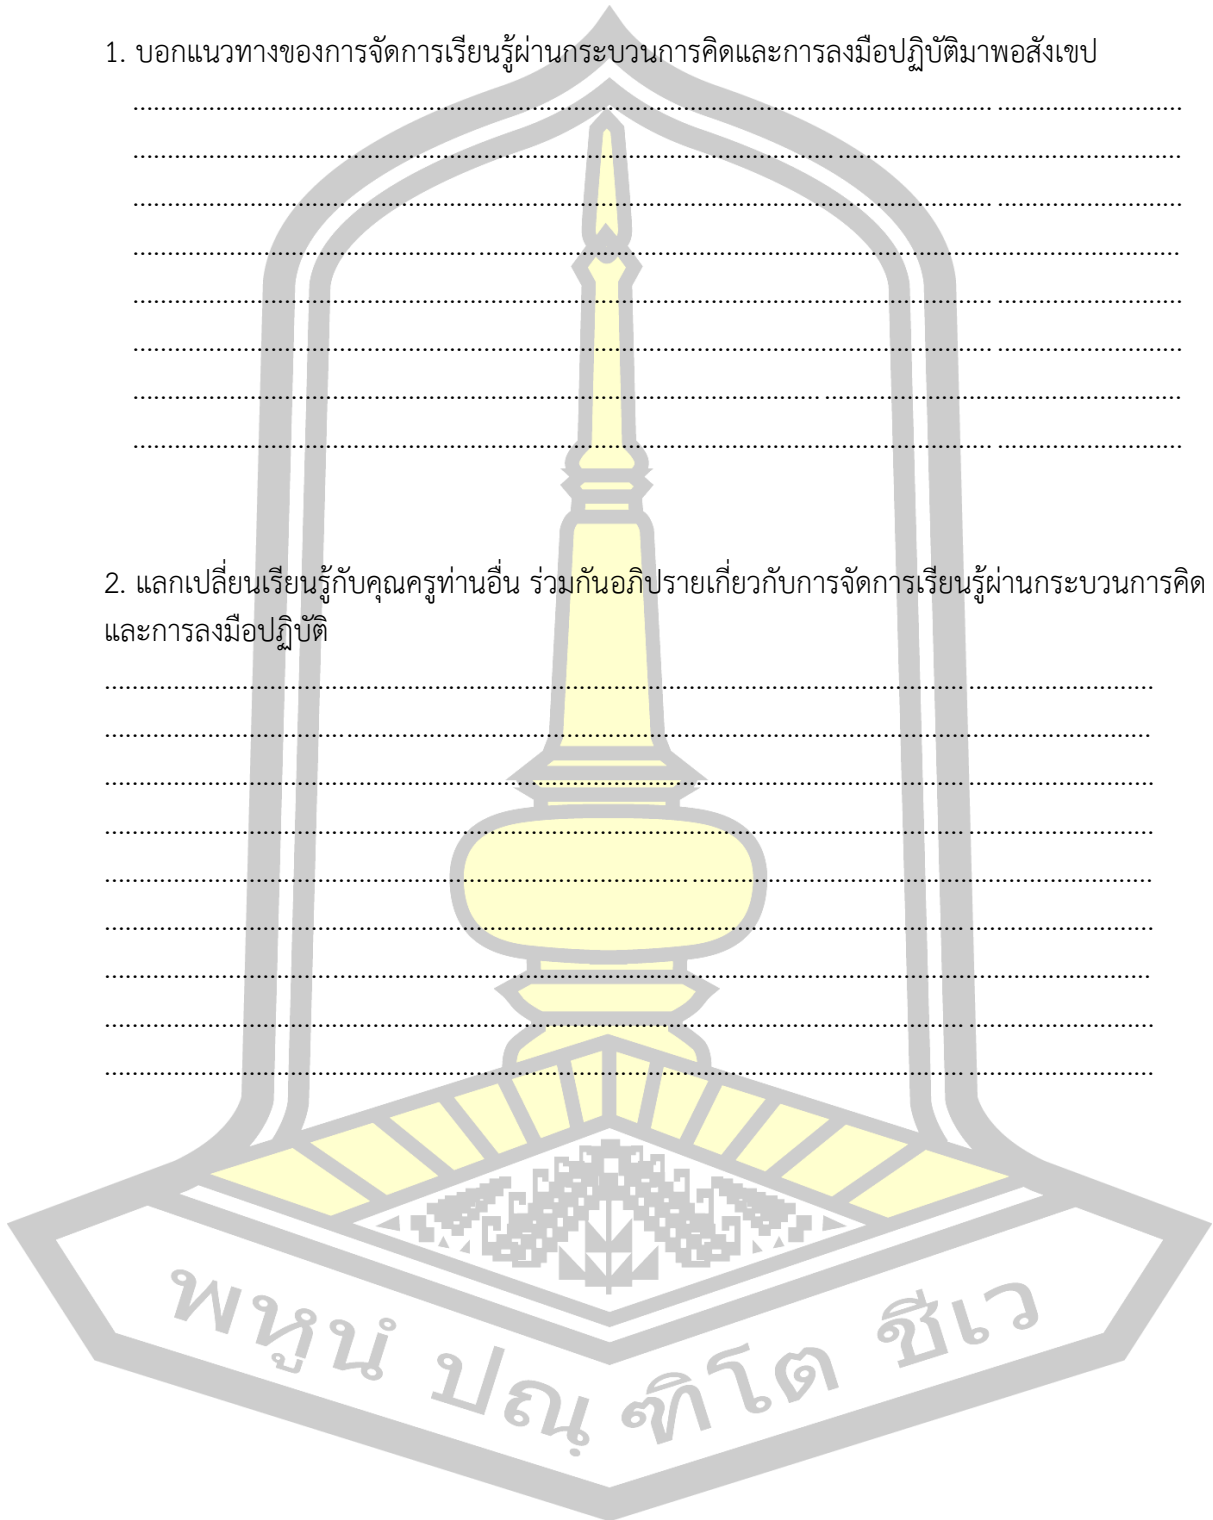 1. บอกแนวทางของการจัดการเรียนรู้ผ่านกระบวนการคิดและการลงมือปฏิบัติมาพอสังเขป
2. แลกเปลี่ยนเรียนรู้กับคุณครูท่านอื่น ร่วมกันอภิปรายเกี่ยวกับการจัดการเรียนรู้ผ่านกระบวนการคิด
และการลงมือปฏิบัติ
พหูนํ ปณฺ ฑิโต ชีเว